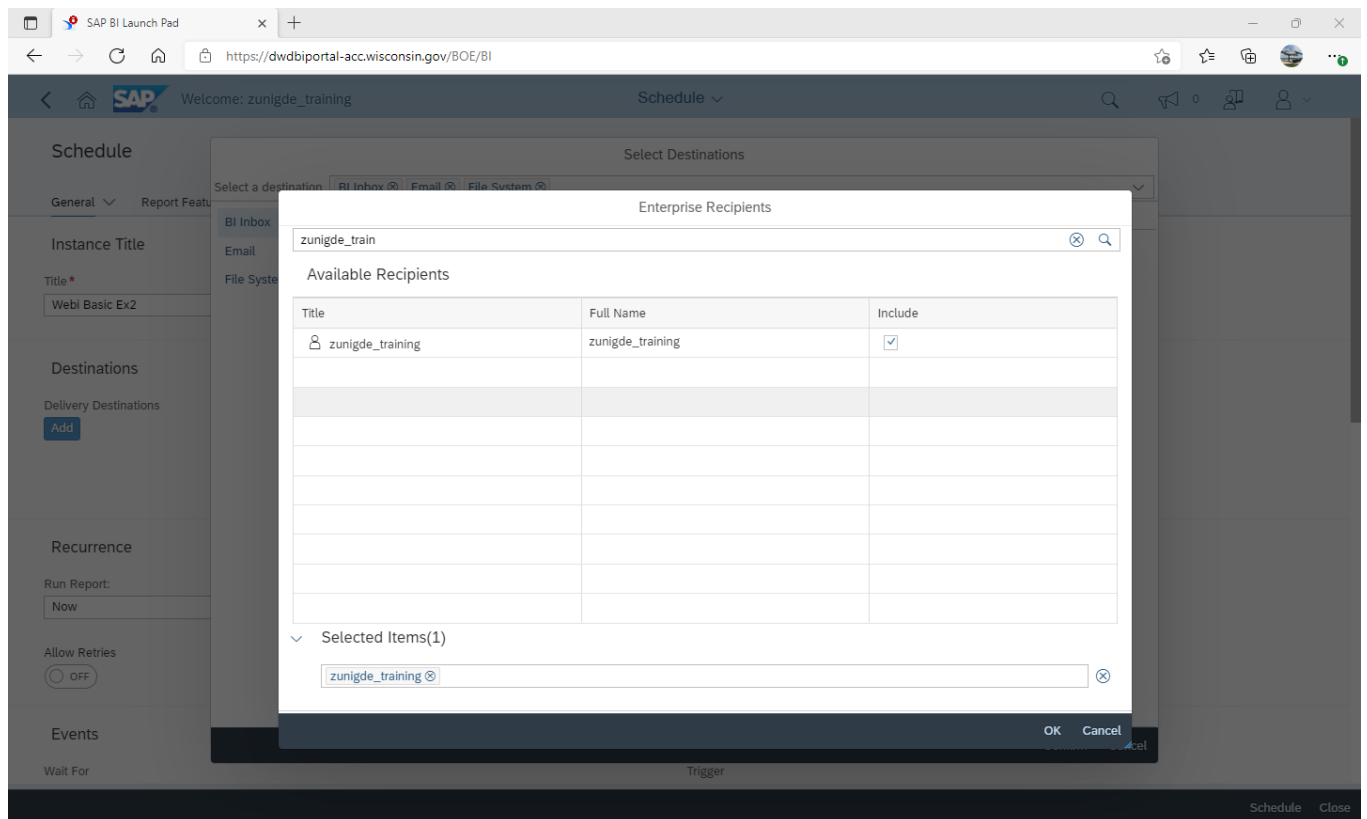 SAP BI Launch Pad
https://dwdbiportal-acc.wisconsin.gov/BOE/BI
SAP Welcome: zunigde_training Schedule 0
Schedule
Select Destinations
Select a destination BI Inbox Email File System
General Report Featu
Enterprise Recipients
BI Inbox
Instance Title
zunigde_train
Email
Title*
File Syste
Available Recipients
Webi Basic Ex2
Title Full Name Include
zunigde_training zunigde_training
Destinations
Delivery Destinations
Add
Recurrence
Run Report:
Now
Selected Items(1)
Allow Retries
OFF
zunigde_training
Events
OK Cancel
Wait For Trigger
Schedule Close